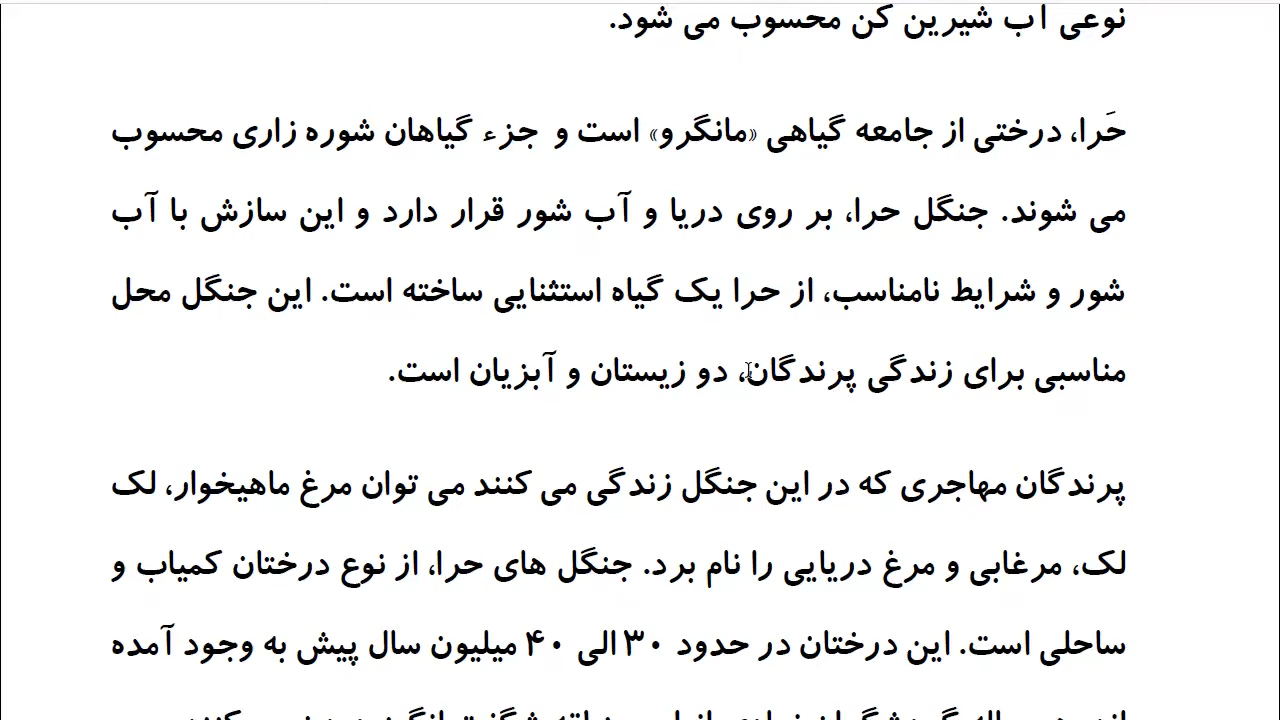 نوعی آب شیرین کن محسوب می شود.
حَرا، درختی از جامعه گیاهی «مانگرو» است و جزء گیاهان شوره زاری محسوب
می شوند. جنگل حرا، بر روی دریا و آب شور قرار دارد و این سازش با آب
شور و شرایط نامناسب، از حرا یک گیاه استثنایی ساخته است. این جنگل محل
مناسبی برای زندگی پرندگان، دو زیستان و آبزیان است.
پرندگان مهاجری که در این جنگل زندگی می کنند می توان مرغ ماهیخوار، لک
لک، مرغابی و مرغ دریایی را نام برد. جنگل های حرا، از نوع درختان کمیاب و
ساحلی است. این درختان در حدود ۳۰ الی ۴۰ میلیون سال پیش به وجود آمده